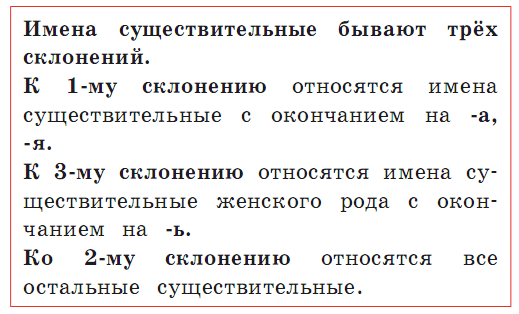 Имена существительные бывают трёх
склонений.
К 1-му склонению относятся имена
существительные с окончанием на -а,
-я.
К 3-му склонению относятся имена су-
ществительные женского рода с окон-
чанием на -ь.
Ко 2-му склонению относятся все
остальные существительные.